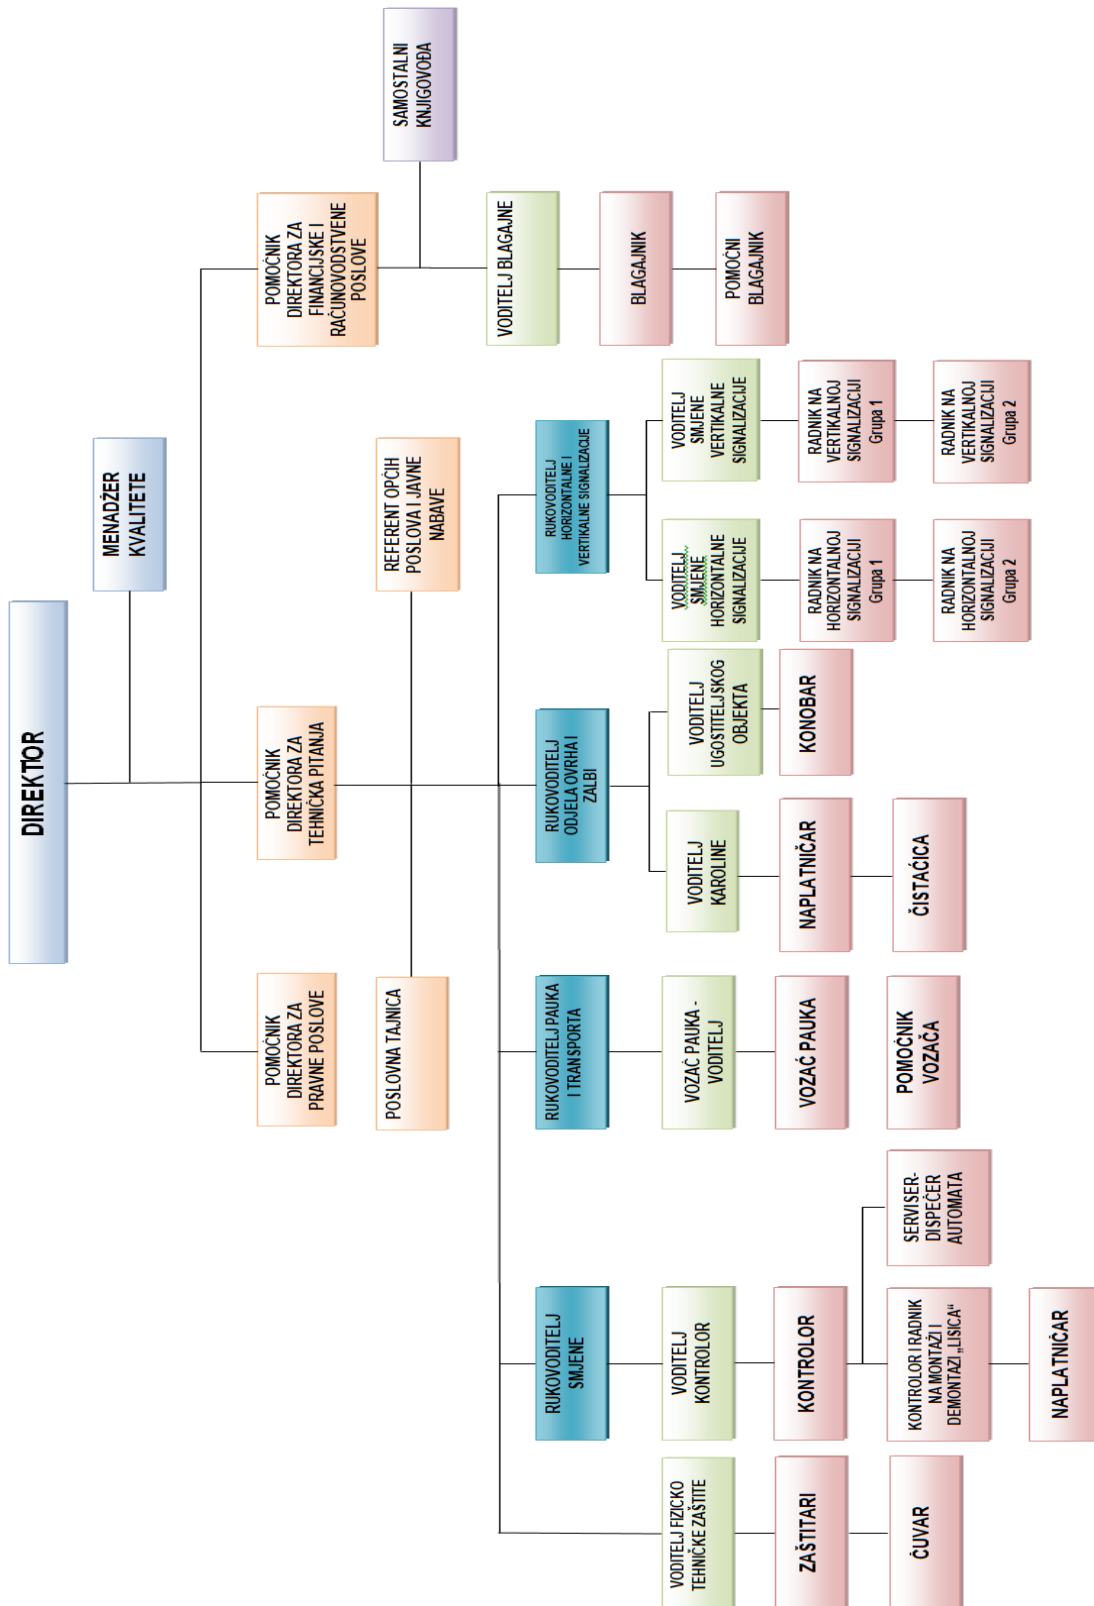 DIREKTOR
MENADŽER
KVALITETE
POMOĆNIK
DIREKTORA ZA
PRAVNE POSLOVE
POMOĆNIK
DIREKTORA ZA
TEHNIČKA PITANJA
POMOĆNIK
DIREKTORA ZA
FINANCIJSKE I
RAČUNOVODSTVENE
POSLOVE
POSLOVNA TAJNICA
REFERENT OPĆIH
POSLOVA I JAVNE
NABAVE
SAMOSTALNI
KNJIGOVOĐA
VODITELJ BLAGAJNE
BLAGAJNIK
POMOĆNI
BLAGAJNIK
RUKOVODITELJ
SMJENE
RUKOVODITELJ PAUKA
I TRANSPORTA
RUKOVODITELJ
ODJELA OVRHA I
ŽALBI
RUKOVODITELJ
HORIZONTALNE I
VERTIKALNE SIGNALIZACIJE
VODITELJ FIZIČKO
TEHNIČKE ZAŠTITE
VODITELJ
KONTROLOR
VOZAČ PAUKA -
VODITELJ
VODITELJ
KAROLINE
VODITELJ
UGOSTITELJSKOG
OBJEKTA
VODITELJ
SMJENE
HORIZONTALNE
SIGNALIZACIJE
VODITELJ
SMJENE
VERTIKALNE
SIGNALIZACIJE
ZAŠTITARI
KONTROLOR
VOZAČ PAUKA
NAPLATNIČAR
KONOBAR
RADNIK NA
HORIZONTALNOJ
SIGNALIZACIJI
Grupa 1
RADNIK NA
VERTIKALNOJ
SIGNALIZACIJI
Grupa 1
ČUVAR
KONTROLOR I RADNIK
NA MONTAŽI I
DEMONTAŽI „LISICA“
SERVISER-
DISPEČER
AUTOMATA
POMOĆNIK
VOZAČA
ČISTAČICA
RADNIK NA
HORIZONTALNOJ
SIGNALIZACIJI
Grupa 2
RADNIK NA
VERTIKALNOJ
SIGNALIZACIJI
Grupa 2
NAPLATNIČAR